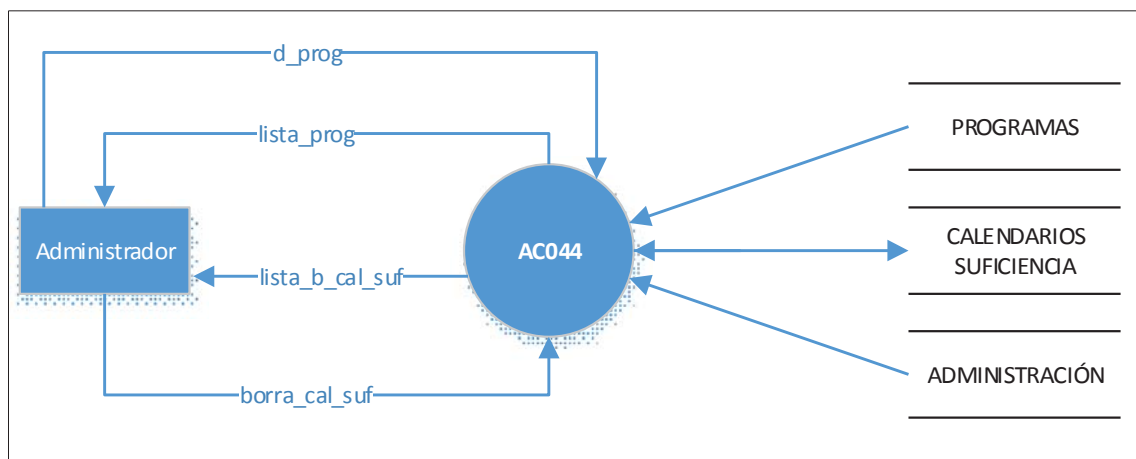 d_prog
lista_prog
PROGRAMAS
Administrador
AC044
CALENDARIOS
SUFICIENCIA
lista_b_cal_suf
ADMINISTRACIÓN
borra_cal_suf